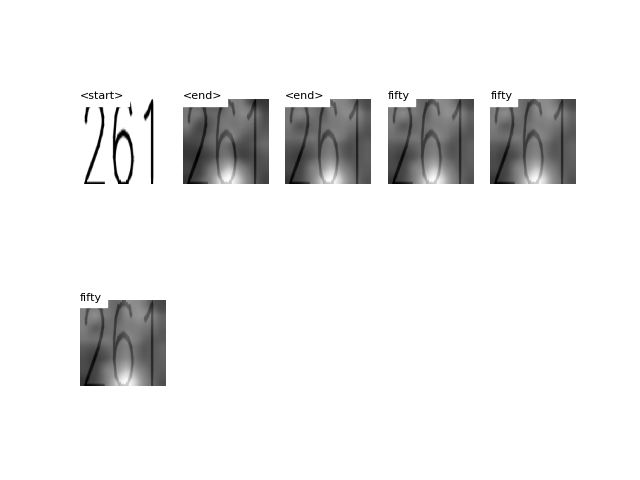 <start> <end> <end> fifty fifty
261 261 261 261 261
fifty
261